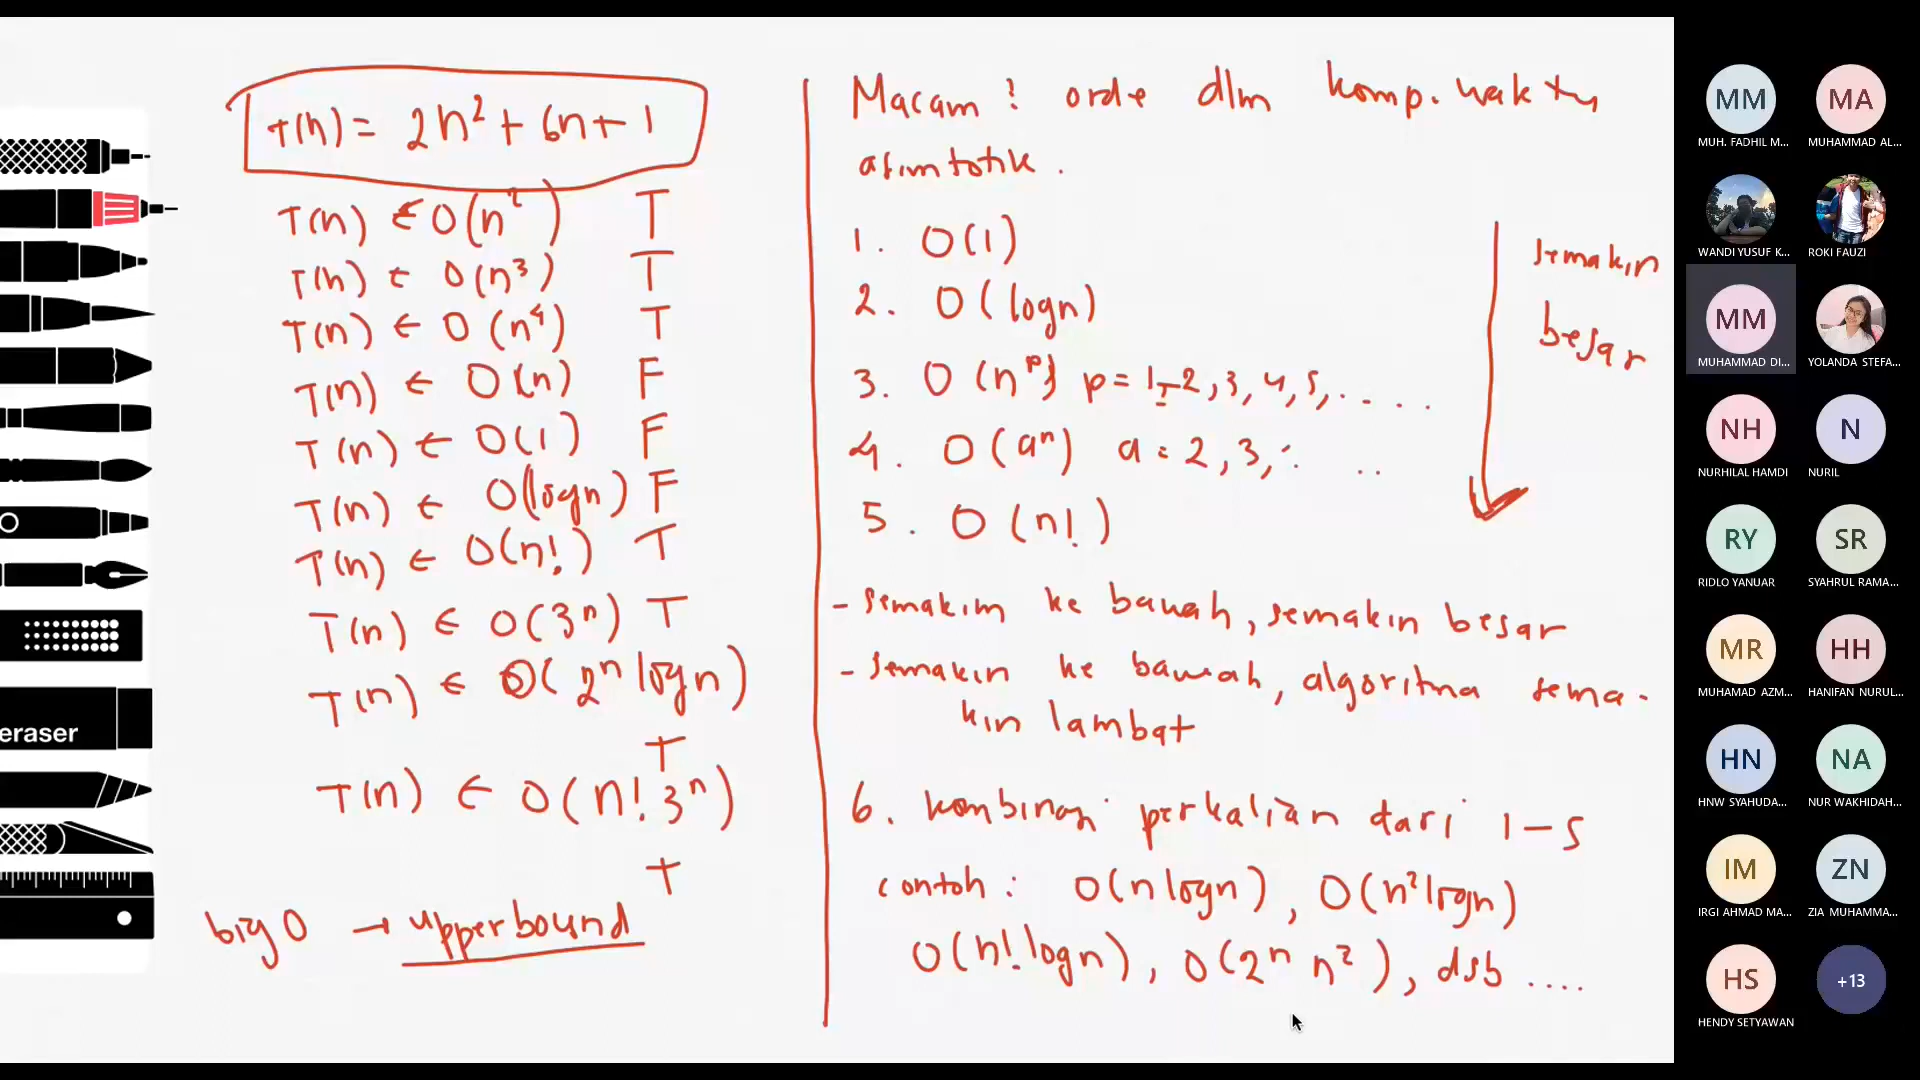 T(n) = 2n² + 6n + 1
T(n) ∈ O(n²) T
T(n) ∈ O(n³) T
T(n) ∈ O(n⁴) T
T(n) ∈ O(n) F
T(n) ∈ O(1) F
T(n) ∈ O(logn) F
T(n) ∈ O(n!) T
T(n) ∈ O(3ⁿ) T
T(n) ∈ O(2ⁿ logn)
T
T(n) ∈ O(n! 3ⁿ)
T
big O → upperbound
Macam² orde dlm komp. waktu
asimtotik.
1. O(1)
2. O(logn)
3. O(nᵖ) p = 1, 2, 3, 4, 5, ....
4. O(aⁿ) a = 2, 3, ..
5. O(n!)
semakin
besar
- semakin ke bawah, semakin besar
- semakin ke bawah, algoritma sema-
kin lambat
6. kombinasi perkalian dari 1 - 5
contoh: O(n logn), O(n² logn)
O(n! logn), O(2ⁿ n²), dsb ....
eraser
MM
MUH. FADHIL M...
MA
MUHAMMAD AL...
WANDI YUSUF K...
ROKI FAUZI
MM
MUHAMMAD DI...
YOLANDA STEFA...
NH
NURHILAL HAMDI
N
NURIL
RY
RIDLO YANUAR
SR
SYAHRUL RAMA...
MR
MUHAMAD AZM...
HH
HANIFAN NURUL...
HN
HNW SYAHUDA...
NA
NUR WAKHIDAH...
IM
IRGI AHMAD MA...
ZN
ZIA MUHAMMA...
HS
HENDY SETYAWAN
+13